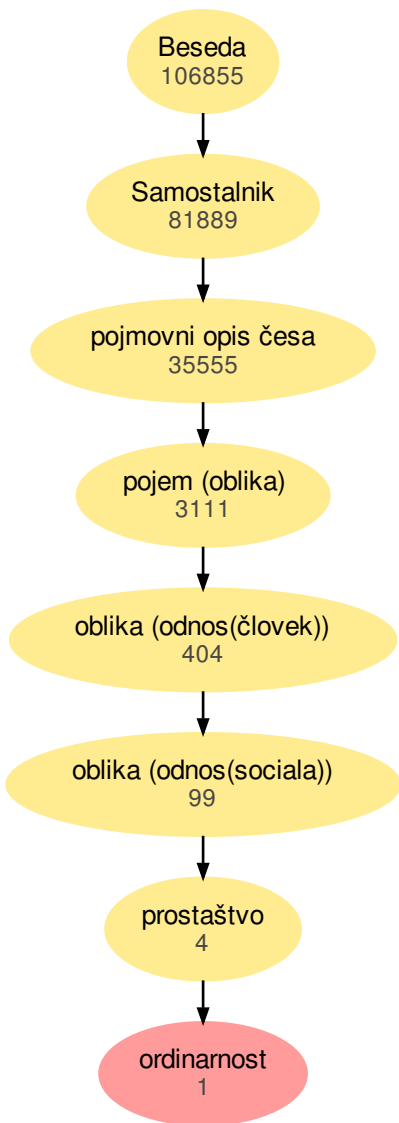 Beseda
106855
Samostalnik
81889
pojmovni opis česa
35555
pojem (oblika)
3111
oblika (odnos(človek))
404
oblika (odnos(sociala))
99
prostaštvo
4
ordinarnost
1